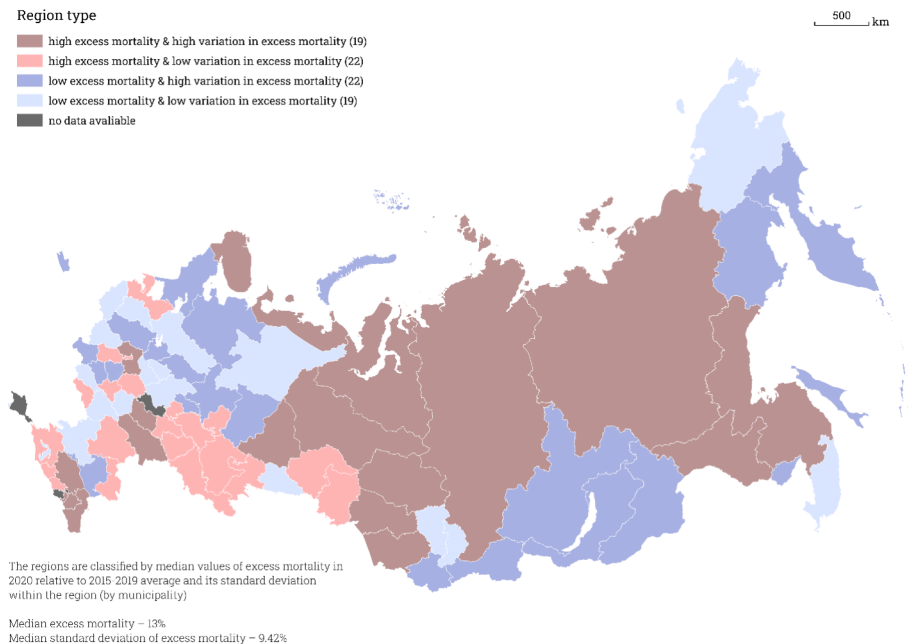 Region type
high excess mortality & high variation in excess mortality (19)
high excess mortality & low variation in excess mortality (22)
low excess mortality & high variation in excess mortality (22)
low excess mortality & low variation in excess mortality (19)
no data avaliable
500 km
The regions are classified by median values of excess mortality in
2020 relative to 2015-2019 average and its standard deviation
within the region (by municipality)
Median excess mortality – 13%
Median standard deviation of excess mortality – 9.42%